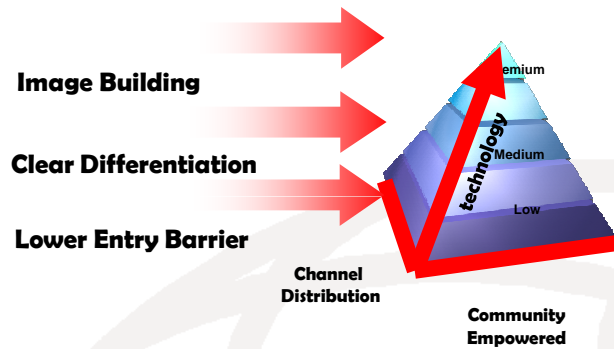 emium
Image Building
technology
Clear Differentiation
Medium
Low
Lower Entry Barrier
Channel
Distribution
Community
Empowered